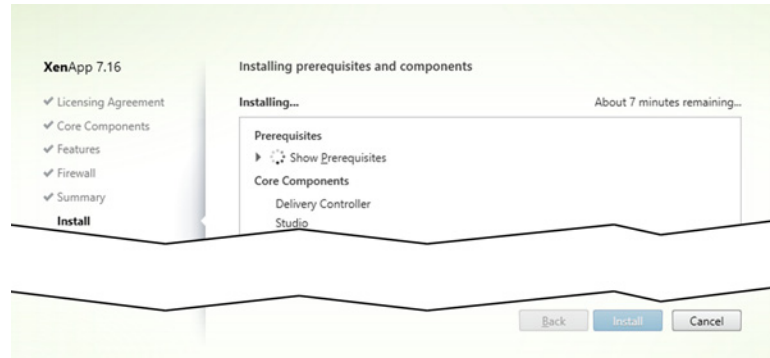 XenApp 7.16
Installing prerequisites and components
✔ Licensing Agreement
✔ Core Components
✔ Features
✔ Firewall
✔ Summary
Install
Installing...
About 7 minutes remaining...
Prerequisites
Show Prerequisites
Core Components
Delivery Controller
Studio
Back
Install
Cancel